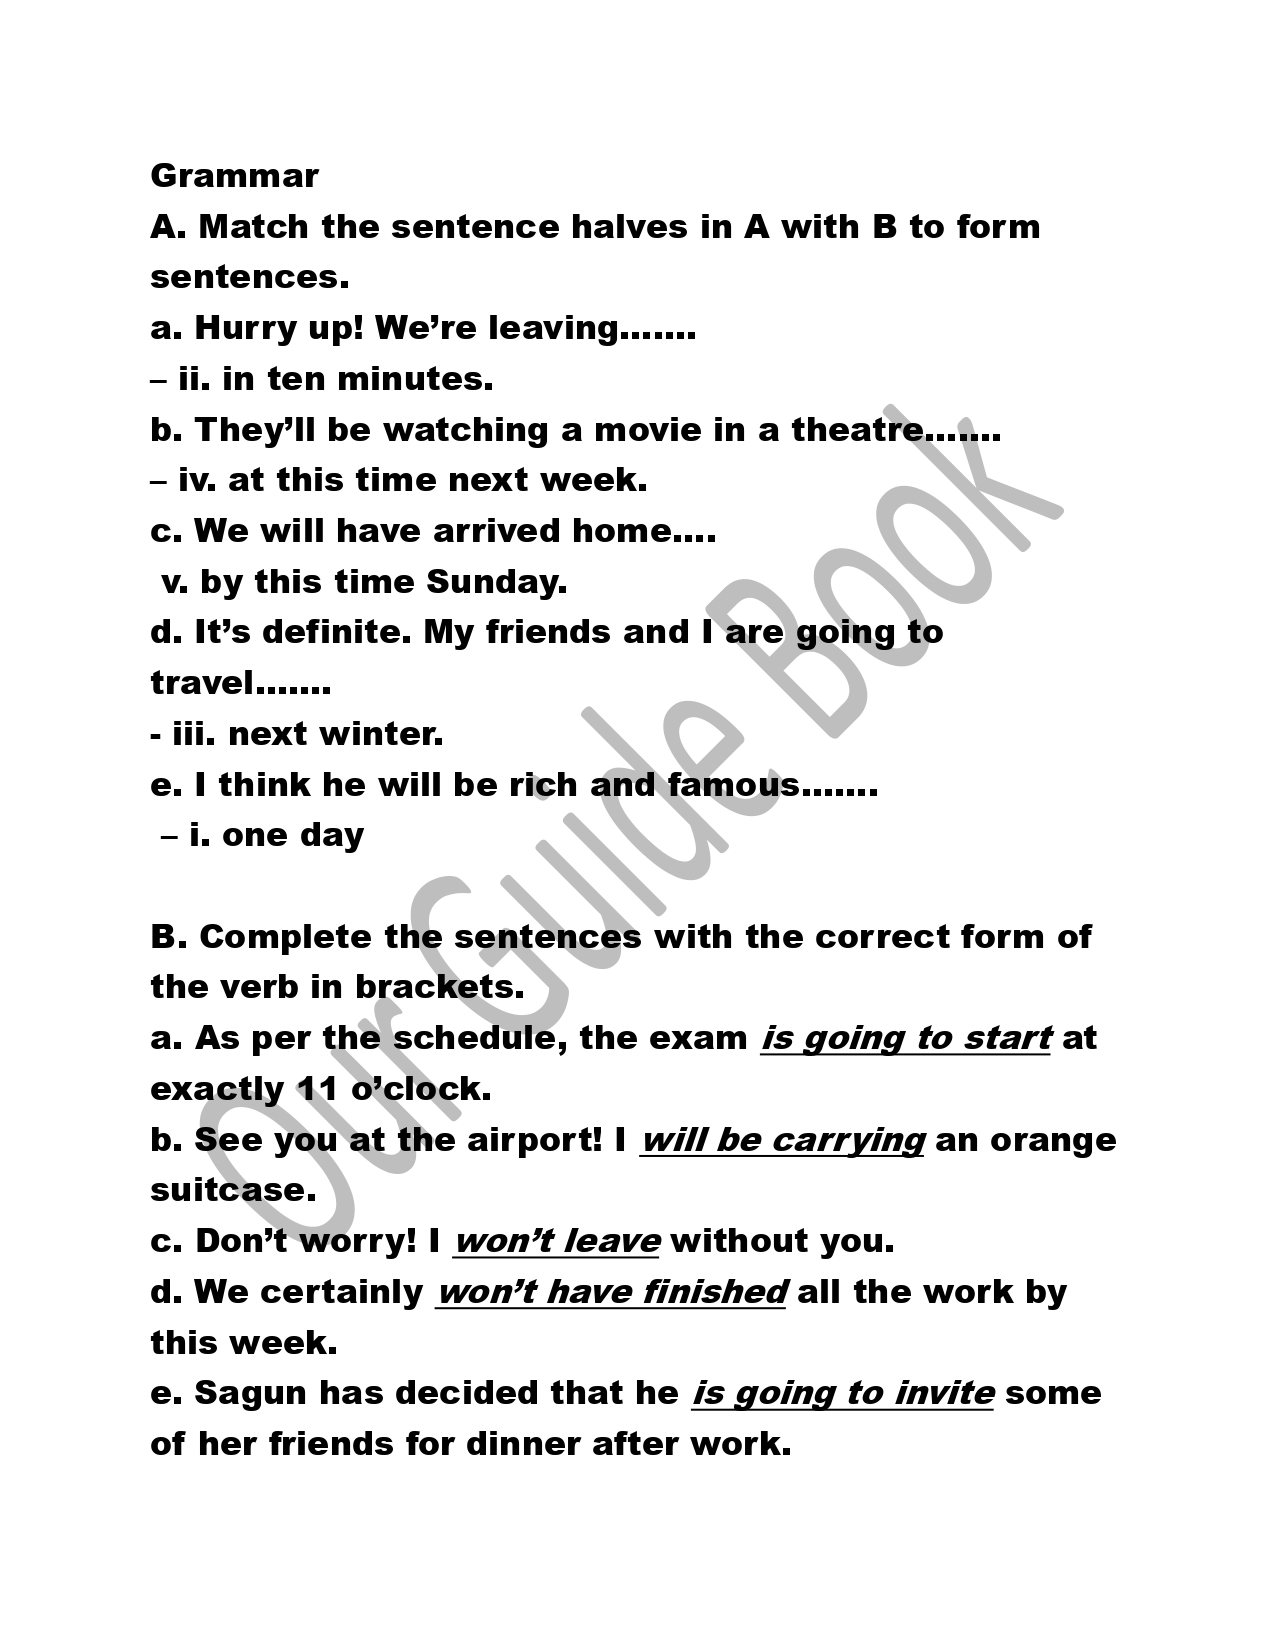 Grammar
A. Match the sentence halves in A with B to form
sentences.
a. Hurry up! We’re leaving…….
– ii. in ten minutes.
b. They’ll be watching a movie in a theatre…….
– iv. at this time next week.
c. We will have arrived home….
v. by this time Sunday.
d. It’s definite. My friends and I are going to
travel…….
- iii. next winter.
e. I think he will be rich and famous…….
– i. one day
B. Complete the sentences with the correct form of
the verb in brackets.
a. As per the schedule, the exam is going to start at
exactly 11 o’clock.
b. See you at the airport! I will be carrying an orange
suitcase.
c. Don’t worry! I won’t leave without you.
d. We certainly won’t have finished all the work by
this week.
e. Sagun has decided that he is going to invite some
of her friends for dinner after work.
Our Guide Book